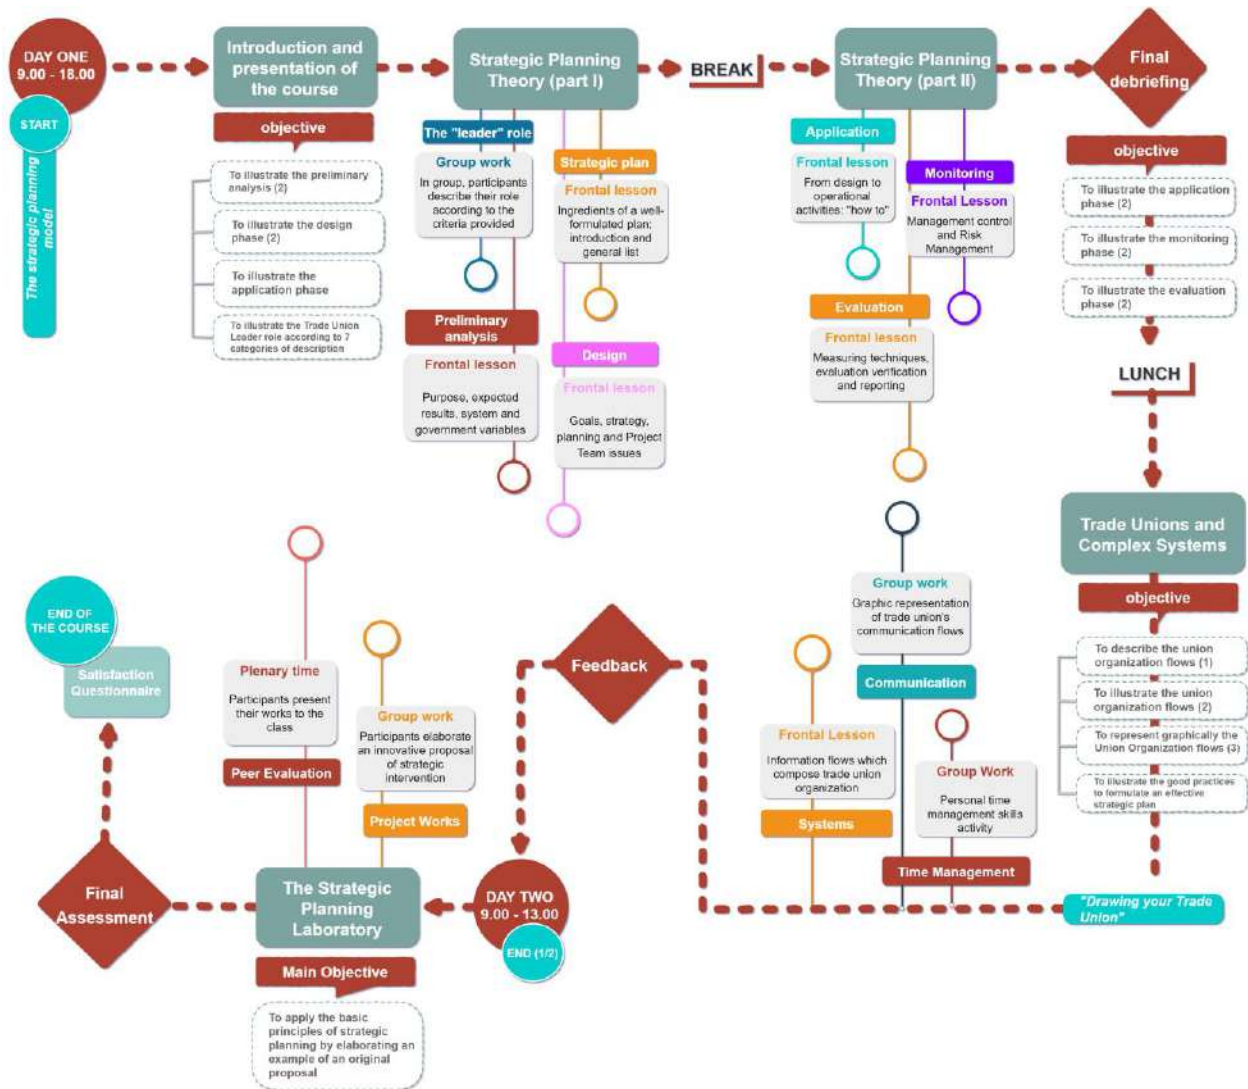 DAY ONE
9.00 - 18.00
START
The strategic planning
model
Introduction and
presentation of
the course
objective
To illustrate the preliminary
analysis (2)
To illustrate the design
phase (2)
To illustrate the
application phase
To illustrate the Trade Union
Leader role according to 7
categories of description
Strategic Planning
Theory (part I)
The "leader" role
Group work
In group, participants
describe their role
according to the
criteria provided
Strategic plan
Frontal lesson
Ingredients of a well-
formulated plan;
introduction and
general list
Preliminary
analysis
Frontal lesson
Purpose, expected
results, system and
government variables
Design
Frontal lesson
Goals, strategy,
planning and Project
Team issues
BREAK
Strategic Planning
Theory (part II)
Application
Frontal lesson
From design to
operational
activities: "how to"
Monitoring
Frontal Lesson
Management control
and Risk
Management
Evaluation
Frontal lesson
Measuring techniques,
evaluation verification
and reporting
Final
debriefing
objective
To illustrate the application
phase (2)
To illustrate the monitoring
phase (2)
To illustrate the evaluation
phase (2)
LUNCH
Trade Unions and
Complex Systems
objective
To describe the union
organization flows (1)
To illustrate the union
organization flows (2)
To represent graphically the
Union Organization flows (3)
To illustrate the good practices
to formulate an effective
strategic plan
"Drawing your Trade
Union"
Group work
Graphic representation
of trade union's
communication flows
Communication
Group Work
Personal time
management skills
activity
Time Management
Frontal Lesson
Information flows which
compose trade union
organization
Systems
Feedback
DAY TWO
9.00 - 13.00
END (1/2)
The Strategic
Planning
Laboratory
Main Objective
To apply the basic
principles of strategic
planning by elaborating an
example of an original
proposal
Group work
Participants elaborate
an innovative proposal
of strategic
intervention
Project Works
Plenary time
Participants present
their works to the
class
Peer Evaluation
Final
Assessment
Satisfaction
Questionnaire
END OF
THE COURSE